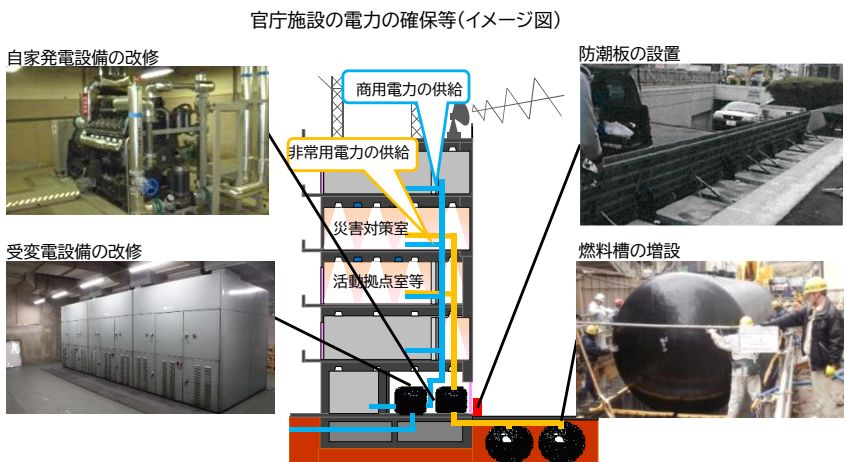 官庁施設の電力の確保等(イメージ図)
自家発電設備の改修
防潮板の設置
商用電力の供給
非常用電力の供給
災害対策室
受変電設備の改修
燃料槽の増設
活動拠点室等